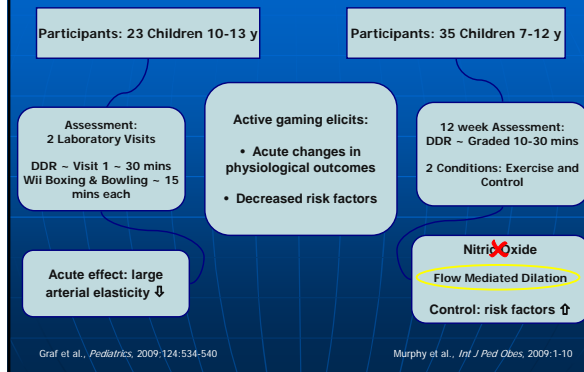 Participants: 23 Children 10-13 y
Participants: 35 Children 7-12 y
Assessment:
2 Laboratory Visits
DDR ~ Visit 1 ~ 30 mins
Wii Boxing & Bowling ~ 15
mins each
Active gaming elicits:
• Acute changes in
physiological outcomes
• Decreased risk factors
12 week Assessment:
DDR ~ Graded 10-30 mins
2 Conditions: Exercise and
Control
Acute effect: large
arterial elasticity ⇩
Nitric Oxide
Flow Mediated Dilation
Control: risk factors ⇧
Graf et al., Pediatrics, 2009:124:534-540
Murphy et al., Int J Ped Obes, 2009:1-10